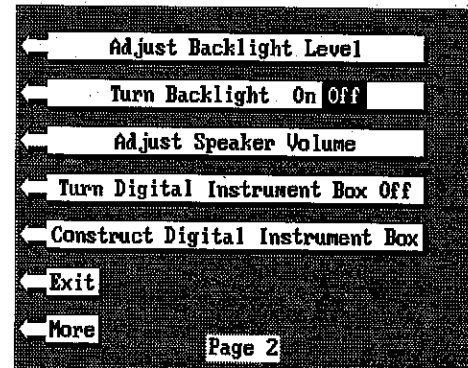 Adjust Backlight Level
Turn Backlight On Off
Adjust Speaker Volume
Turn Digital Instrument Box Off
Construct Digital Instrument Box
Exit
More
Page 2